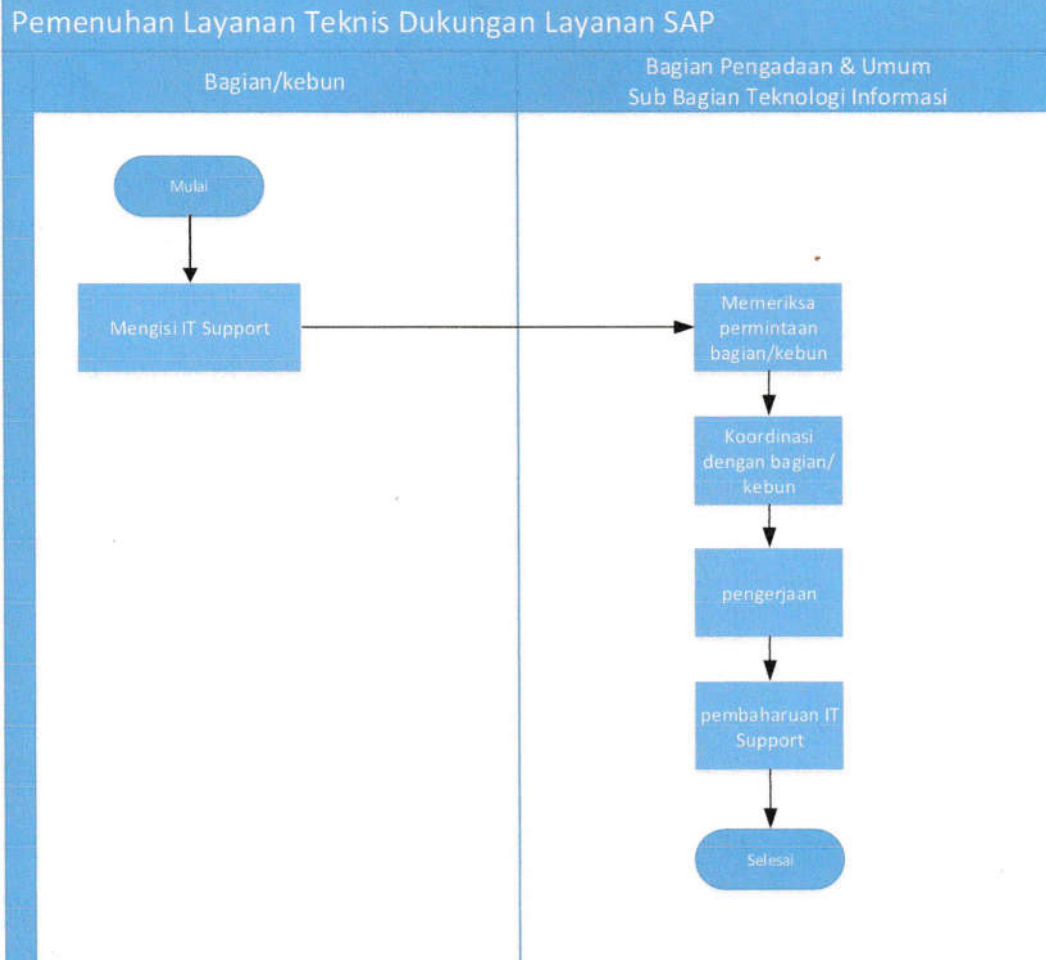 Pemenuhan Layanan Teknis Dukungan Layanan SAP
Bagian/kebun
Bagian Pengadaan & Umum
Sub Bagian Teknologi Informasi
Mulai
Mengisi IT Support
Memeriksa
permintaan
bagian/kebun
Koordinasi
dengan bagian/
kebun
pengerjaan
pembaharuan IT
Support
Selesai